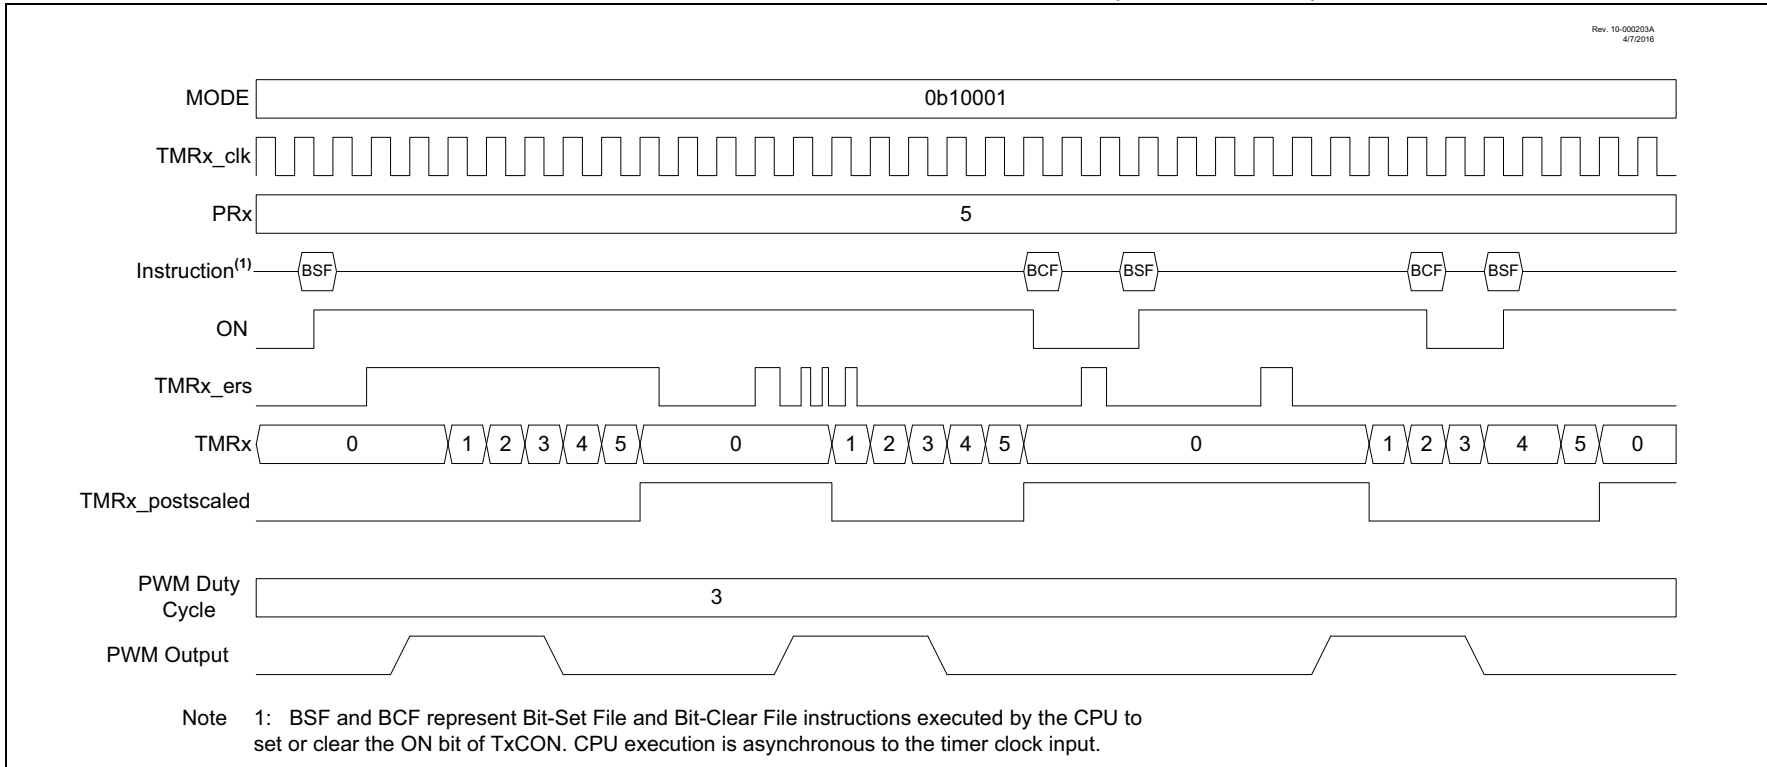 Rev. 10-000203A
4/7/2016
MODE 0b10001
TMRx_clk
PRx 5
Instruction(1) BSF BCF BSF BCF BSF
ON
TMRx_ers
TMRx 0 1 2 3 4 5 0 1 2 3 4 5 0 1 2 3 4 5 0
TMRx_postscaled
PWM Duty
Cycle 3
PWM Output
Note 1: BSF and BCF represent Bit-Set File and Bit-Clear File instructions executed by the CPU to
set or clear the ON bit of TxCON. CPU execution is asynchronous to the timer clock input.